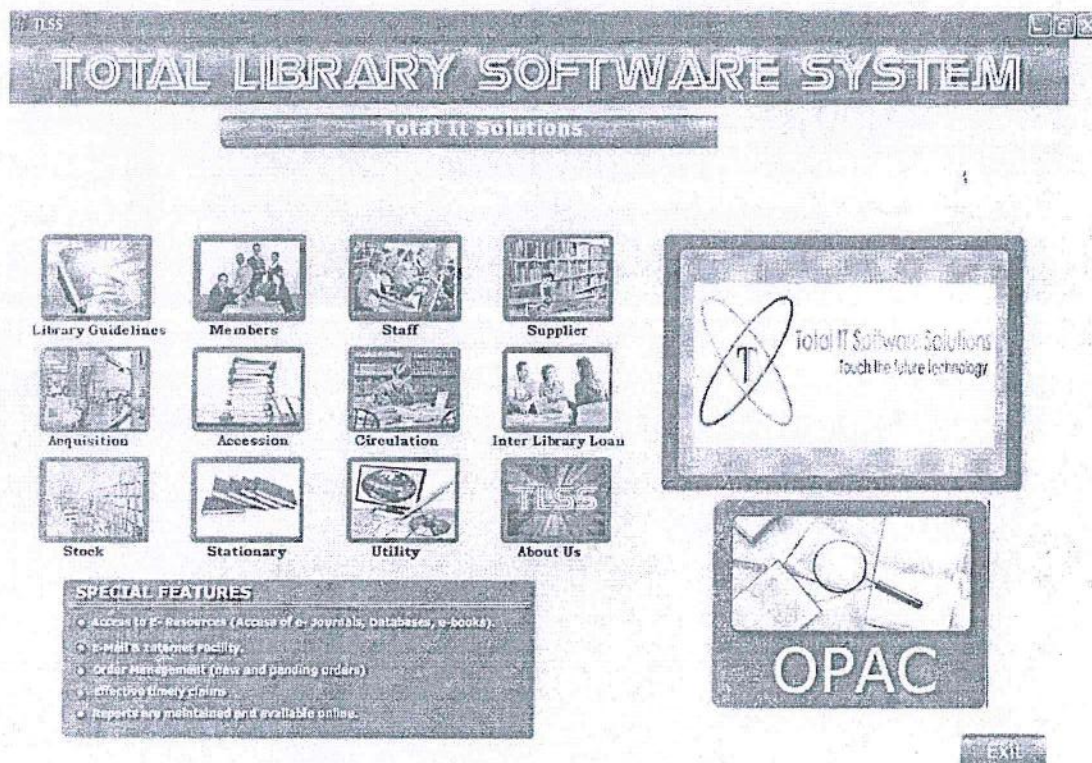 TLSS
TOTAL LIBRARY SOFTWARE SYSTEM
Total It Solutions
Library Guidelines
Members
Staff
Supplier
Acquisition
Accession
Circulation
Inter Library Loan
Stock
Stationary
Utility
TLSS
About Us
T
Total IT Software Solutions
Touch the future technology
SPECIAL FEATURES
Access to E- Resources (Access of e- Journals, Databases, e-books).
E-Mail & Internet Facility.
Order Management (new and pending orders)
Effective timely claims
Reports are maintained and available online.
OPAC
EXIT